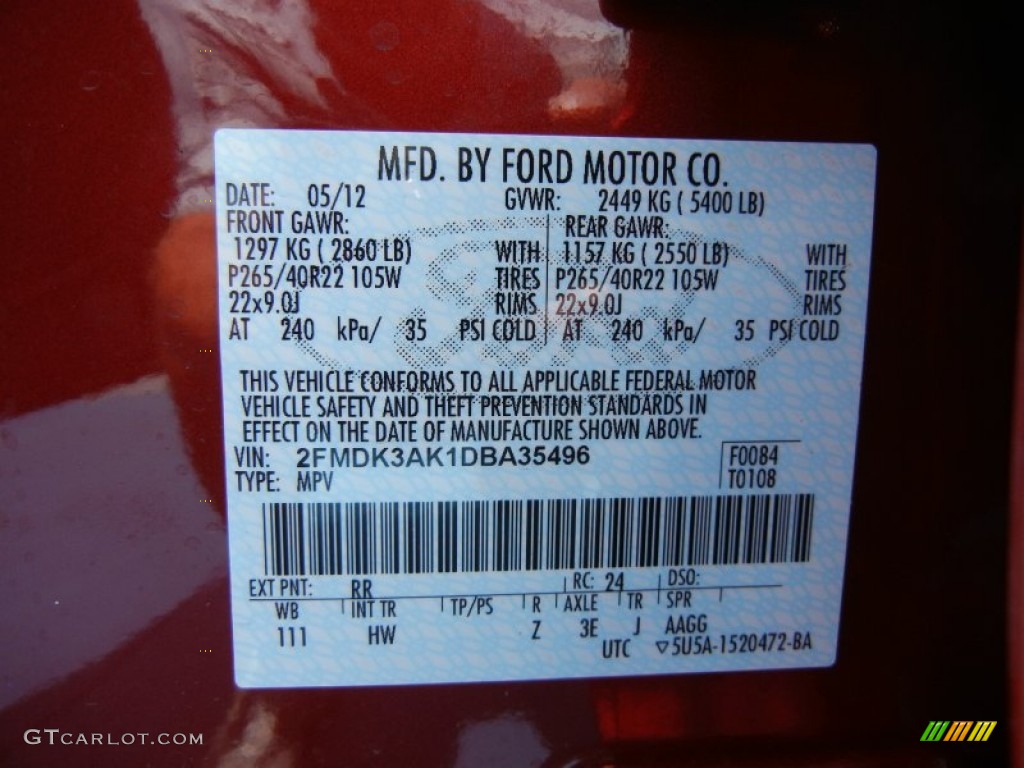 MFD. BY FORD MOTOR CO.
DATE: 05/12 GVWR: 2449 KG ( 5400 LB)
FRONT GAWR: REAR GAWR:
1297 KG ( 2860 LB) WITH 1157 KG ( 2550 LB) WITH
P265/40R22 105W TIRES P265/40R22 105W TIRES
22x9.0J RIMS 22x9.0J RIMS
AT 240 kPa/ 35 PSI COLD AT 240 kPa/ 35 PSI COLD
THIS VEHICLE CONFORMS TO ALL APPLICABLE FEDERAL MOTOR
VEHICLE SAFETY AND THEFT PREVENTION STANDARDS IN
EFFECT ON THE DATE OF MANUFACTURE SHOWN ABOVE.
VIN: 2FMDK3AK1DBA35496 F0084
TYPE: MPV T0108
EXT PNT: RR RC: 24 DSO:
WB INT TR TP/PS R AXLE TR SPR
111 HW Z 3E J AAGG
UTC ▽5U5A-1520472-BA
GTCARLOT.COM